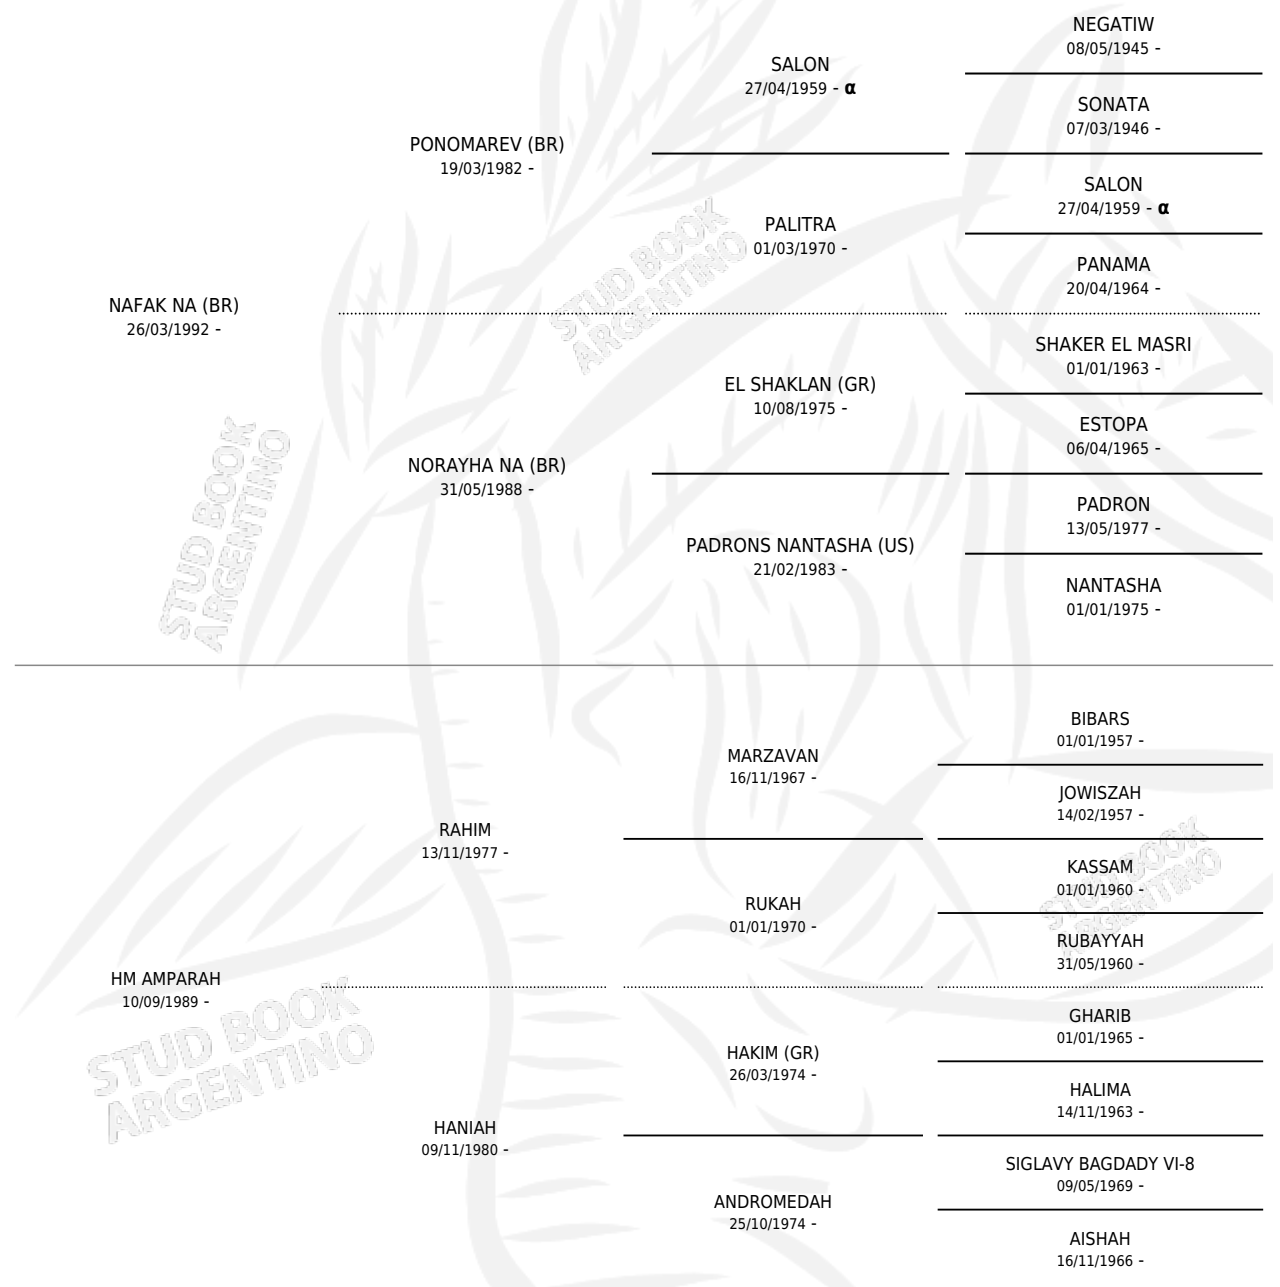 NEGATIW
08/05/1945 -
SALON
27/04/1959 - α
SONATA
07/03/1946 -
PONOMAREV (BR)
19/03/1982 -
SALON
27/04/1959 - α
PALITRA
01/03/1970 -
PANAMA
20/04/1964 -
NAFAK NA (BR)
26/03/1992 -
STUD BOOK
ARGENTINO
SHAKER EL MASRI
01/01/1963 -
EL SHAKLAN (GR)
10/08/1975 -
ESTOPA
06/04/1965 -
NORAYHA NA (BR)
31/05/1988 -
PADRON
13/05/1977 -
PADRONS NANTASHA (US)
21/02/1983 -
NANTASHA
01/01/1975 -
STUD BOOK
ARGENTINO
BIBARS
01/01/1957 -
MARZAVAN
16/11/1967 -
JOWISZAH
14/02/1957 -
RAHIM
13/11/1977 -
KASSAM
01/01/1960 -
RUKAH
01/01/1970 -
RUBAYYAH
31/05/1960 -
STUD BOOK
ARGENTINO
HM AMPARAH
10/09/1989 -
GHARIB
01/01/1965 -
HAKIM (GR)
26/03/1974 -
HALIMA
14/11/1963 -
STUD BOOK
ARGENTINO
HANIAH
09/11/1980 -
SIGLAVY BAGDADY VI-8
09/05/1969 -
ANDROMEDAH
25/10/1974 -
AISHAH
16/11/1966 -